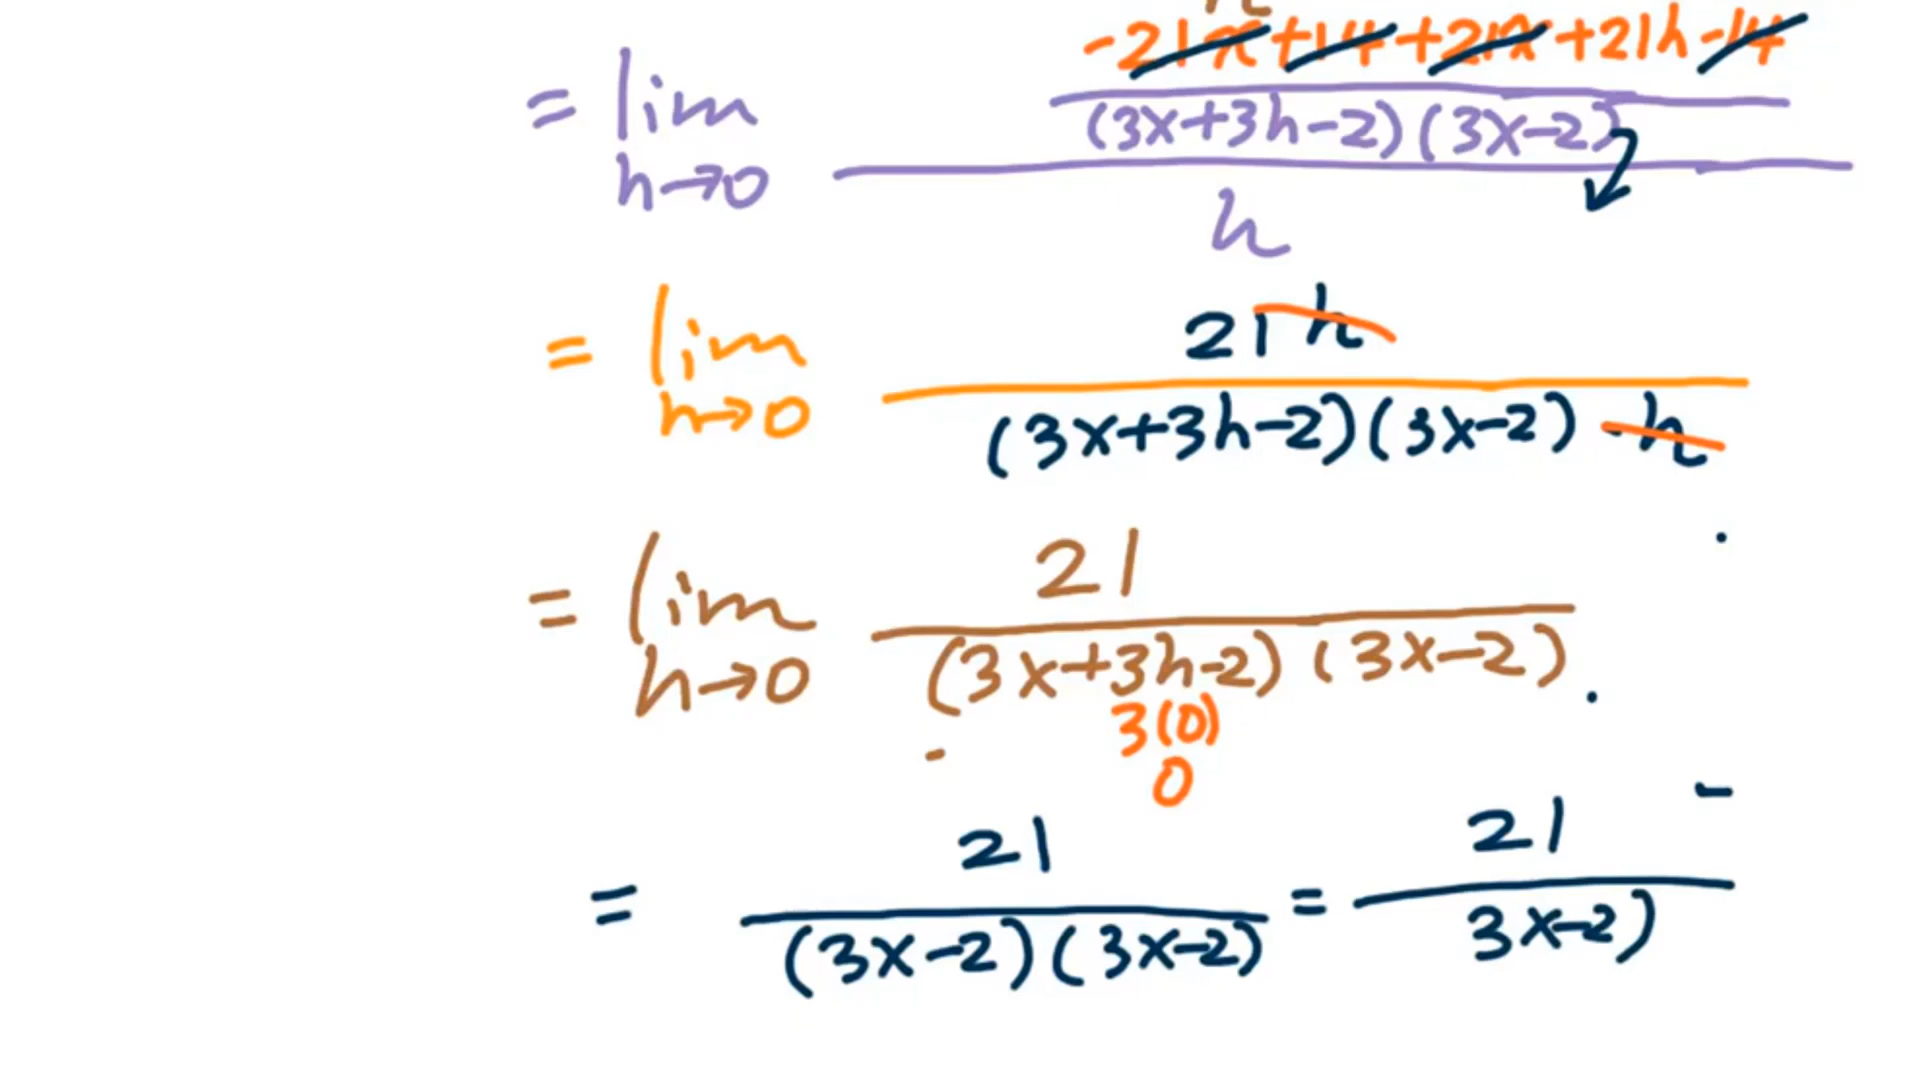 -21x+14+21x+21h-14
= lim (3x+3h-2)(3x-2)
h→0 h
= lim 21h
h→0 (3x+3h-2)(3x-2)·h
= lim 21
h→0 (3x+3h-2)(3x-2)
3(0)
0
21 21
= =
(3x-2)(3x-2) 3x-2)